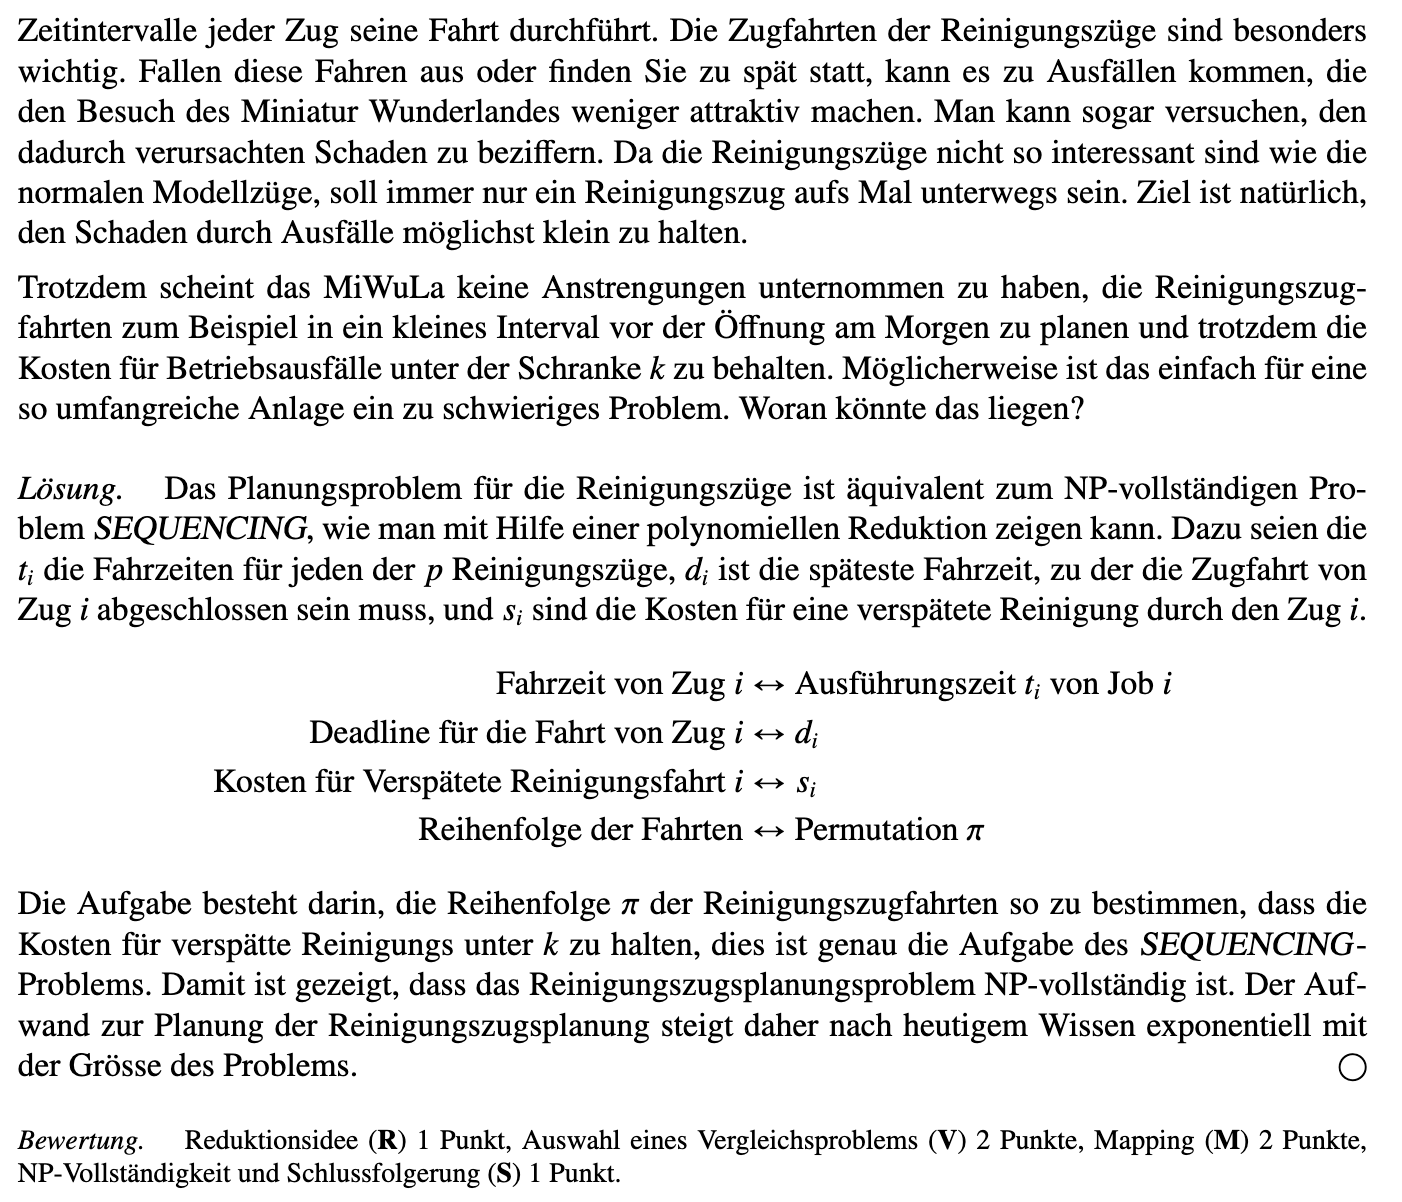 Zeitintervalle jeder Zug seine Fahrt durchführt. Die Zugfahrten der Reinigungszüge sind besonders
wichtig. Fallen diese Fahren aus oder finden Sie zu spät statt, kann es zu Ausfällen kommen, die
den Besuch des Miniatur Wunderlandes weniger attraktiv machen. Man kann sogar versuchen, den
dadurch verursachten Schaden zu beziffern. Da die Reinigungszüge nicht so interessant sind wie die
normalen Modellzüge, soll immer nur ein Reinigungszug aufs Mal unterwegs sein. Ziel ist natürlich,
den Schaden durch Ausfälle möglichst klein zu halten.
Trotzdem scheint das MiWuLa keine Anstrengungen unternommen zu haben, die Reinigungszug-
fahrten zum Beispiel in ein kleines Interval vor der Öffnung am Morgen zu planen und trotzdem die
Kosten für Betriebsausfälle unter der Schranke k zu behalten. Möglicherweise ist das einfach für eine
so umfangreiche Anlage ein zu schwieriges Problem. Woran könnte das liegen?
Lösung. Das Planungsproblem für die Reinigungszüge ist äquivalent zum NP-vollständigen Pro-
blem SEQUENCING, wie man mit Hilfe einer polynomiellen Reduktion zeigen kann. Dazu seien die
t_i die Fahrzeiten für jeden der p Reinigungszüge, d_i ist die späteste Fahrzeit, zu der die Zugfahrt von
Zug i abgeschlossen sein muss, und s_i sind die Kosten für eine verspätete Reinigung durch den Zug i.
Fahrzeit von Zug i ↔ Ausführungszeit t_i von Job i
Deadline für die Fahrt von Zug i ↔ d_i
Kosten für Verspätete Reinigungsfahrt i ↔ s_i
Reihenfolge der Fahrten ↔ Permutation π
Die Aufgabe besteht darin, die Reihenfolge π der Reinigungszugfahrten so zu bestimmen, dass die
Kosten für verspätte Reinigungs unter k zu halten, dies ist genau die Aufgabe des SEQUENCING-
Problems. Damit ist gezeigt, dass das Reinigungszugsplanungsproblem NP-vollständig ist. Der Auf-
wand zur Planung der Reinigungszugsplanung steigt daher nach heutigem Wissen exponentiell mit
der Grösse des Problems. ○
Bewertung. Reduktionsidee (R) 1 Punkt, Auswahl eines Vergleichsproblems (V) 2 Punkte, Mapping (M) 2 Punkte,
NP-Vollständigkeit und Schlussfolgerung (S) 1 Punkt.